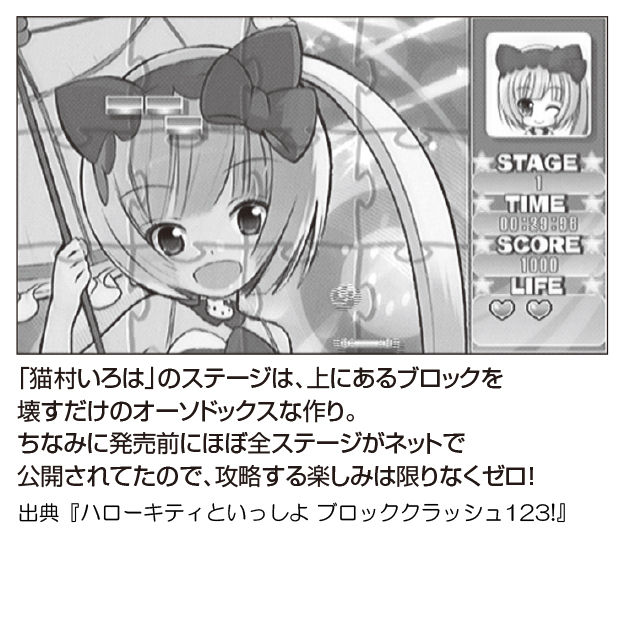 STAGE
1
TIME
00:39:98
SCORE
1000
LIFE
「猫村いろは」のステージは、上にあるブロックを
壊すだけのオーソドックスな作り。
ちなみに発売前にほぼ全ステージがネットで
公開されてたので、攻略する楽しみは限りなくゼロ!
出典『ハローキティといっしよ ブロッククラッシュ123!』